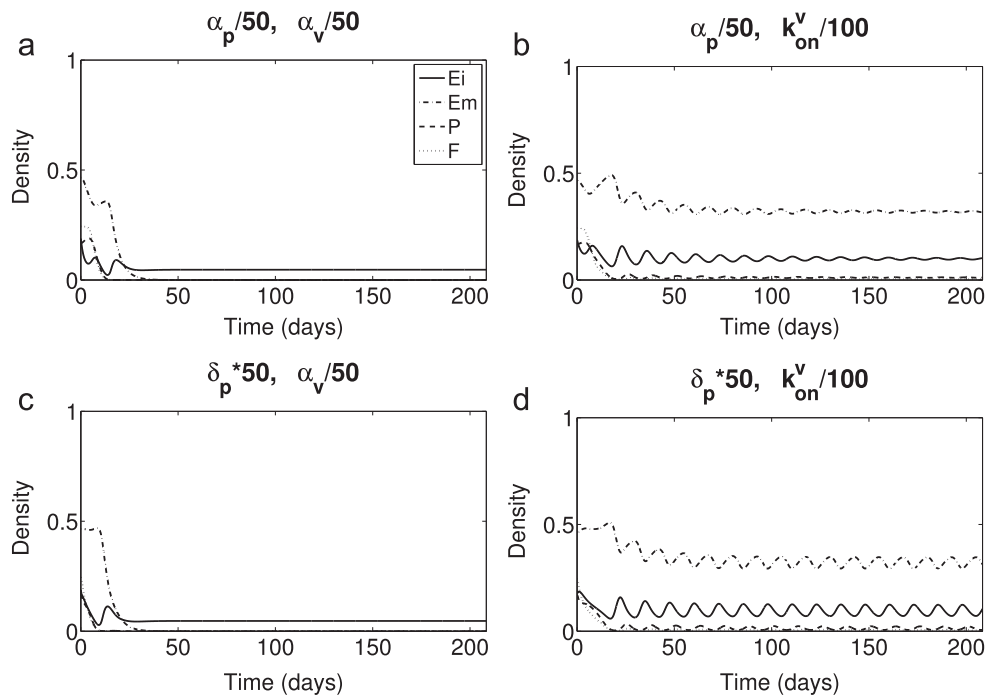 a
α_p/50, α_v/50
1
0.5
0
Density
Ei
Em
P
F
0 50 100 150 200
Time (days)
b
α_p/50, k_on^v/100
1
0.5
0
Density
0 50 100 150 200
Time (days)
c
δ_p*50, α_v/50
1
0.5
0
Density
0 50 100 150 200
Time (days)
d
δ_p*50, k_on^v/100
1
0.5
0
Density
0 50 100 150 200
Time (days)